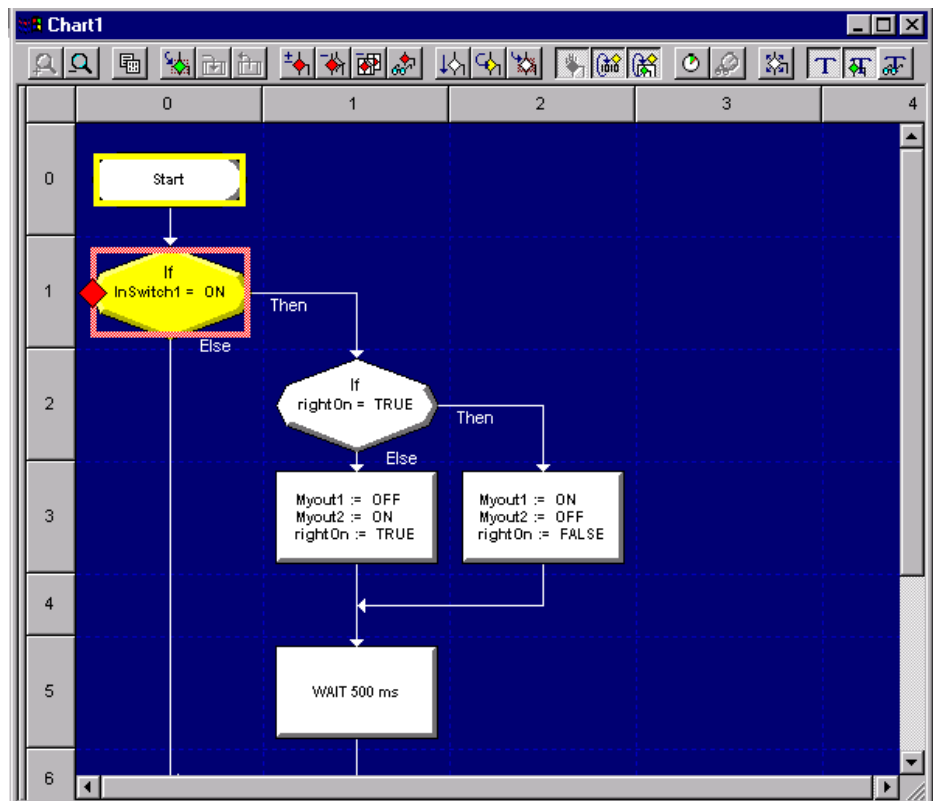 Chart1
T T T
0 1 2 3 4
0
Start
1
If
InSwitch1 = ON
Then
Else
2
If
rightOn = TRUE
Then
Else
3
Myout1 := OFF
Myout2 := ON
rightOn := TRUE
Myout1 := ON
Myout2 := OFF
rightOn := FALSE
4
5
WAIT 500 ms
6